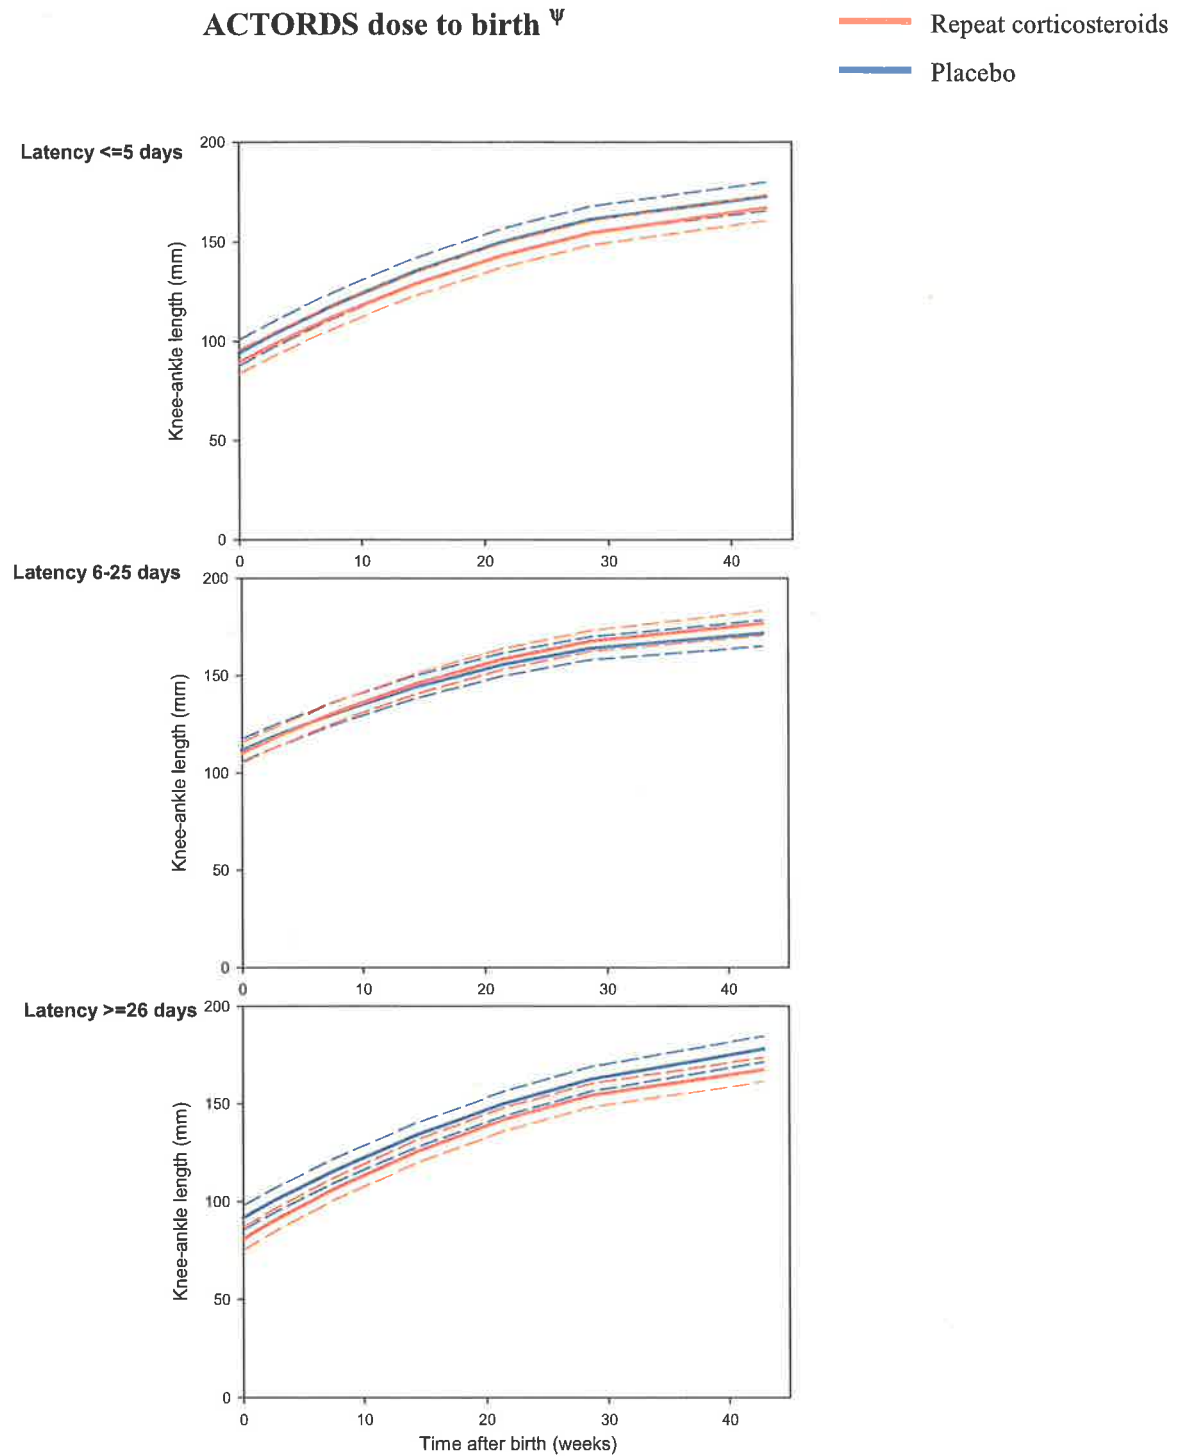 ACTORDS dose to birth ψ
Repeat corticosteroids
Placebo
Latency <=5 days
200
150
100
50
0
Knee-ankle length (mm)
0 10 20 30 40
Latency 6-25 days
200
150
100
50
0
Knee-ankle length (mm)
0 10 20 30 40
Latency >=26 days
200
150
100
50
0
Knee-ankle length (mm)
0 10 20 30 40
Time after birth (weeks)